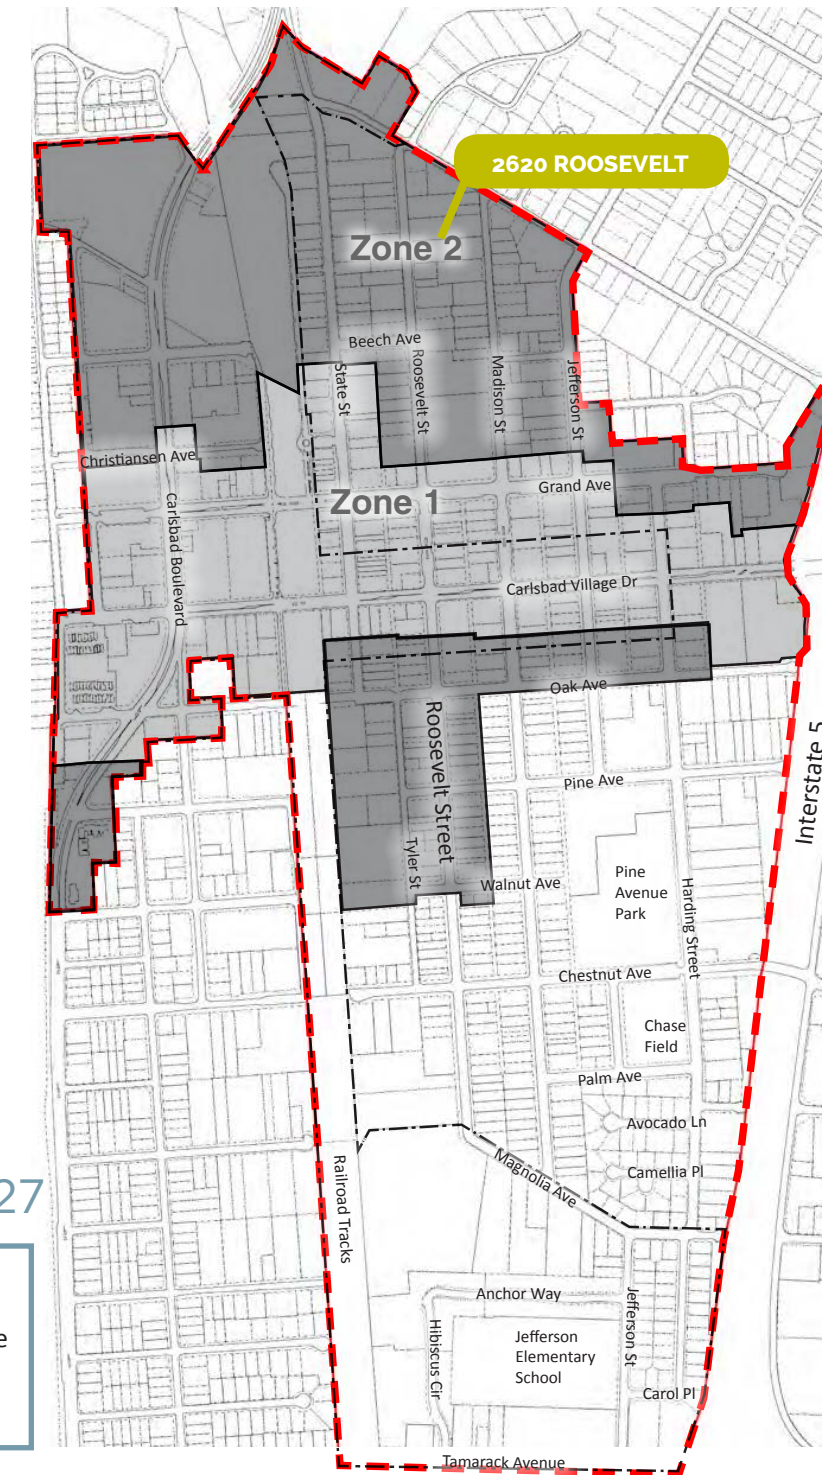 2620 ROOSEVELT
Zone 2
Beech Ave
State St
Roosevelt St
Madison St
Jefferson St
Christiansen Ave
Grand Ave
Zone 1
Carlsbad Boulevard
Carlsbad Village Dr
Oak Ave
Roosevelt Street
Interstate 5
Pine Ave
Tyler St
Walnut Ave
Pine
Avenue
Park
Harding Street
Chestnut Ave
Chase
Field
Palm Ave
Avocado Ln
Magnolia Ave
Camellia Pl
27
Railroad Tracks
Anchor Way
Jefferson St
Hibiscus Cir
Jefferson
Elementary
School
e
Carol Pl
Tamarack Avenue